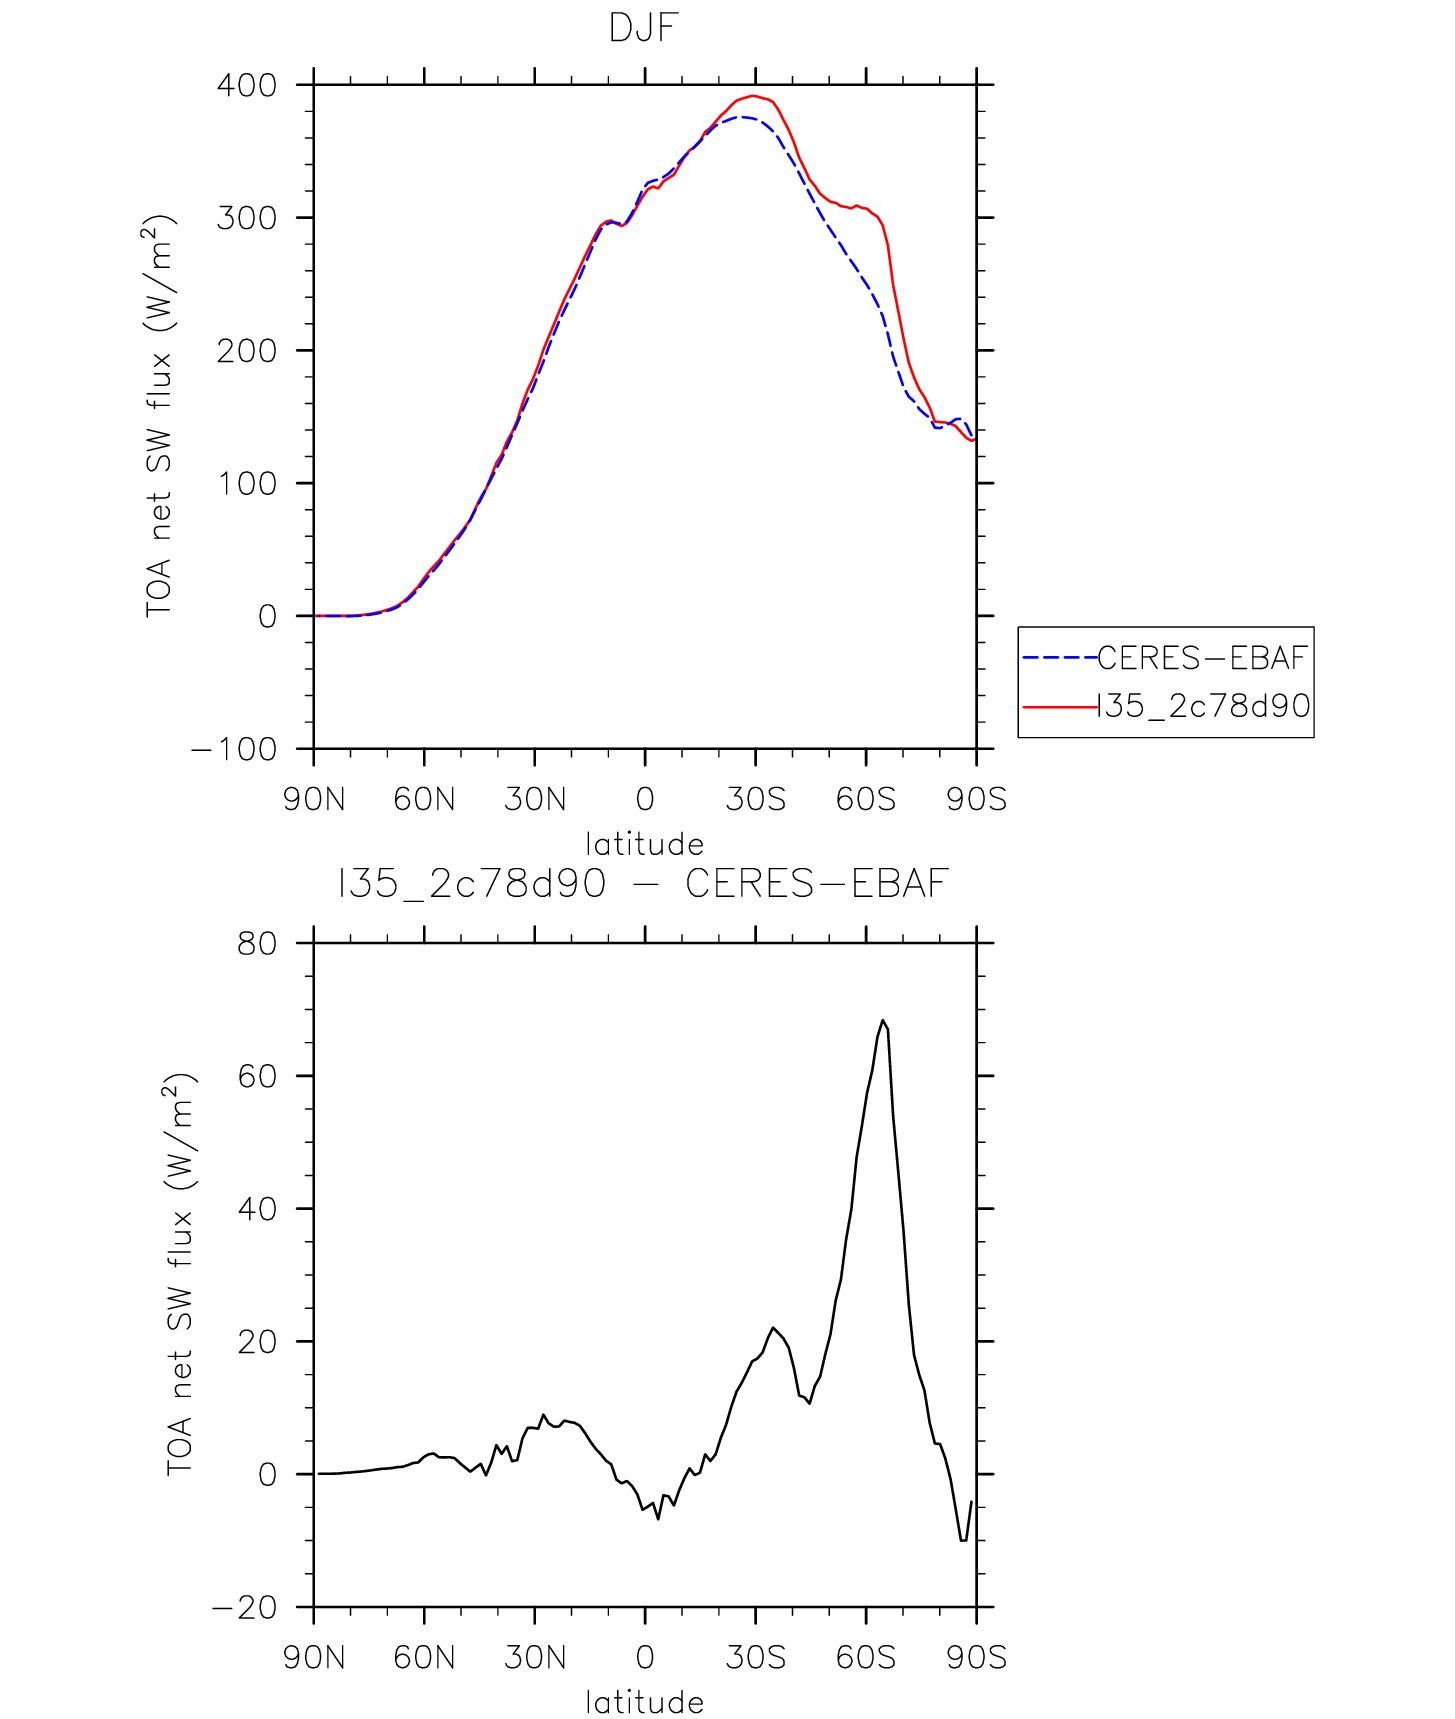 DJF
TOA net SW flux (W/m²)
400
300
200
100
0
−100
90N 60N 30N 0 30S 60S 90S
latitude
CERES−EBAF
I35_2c78d90
I35_2c78d90 − CERES−EBAF
TOA net SW flux (W/m²)
80
60
40
20
0
−20
90N 60N 30N 0 30S 60S 90S
latitude